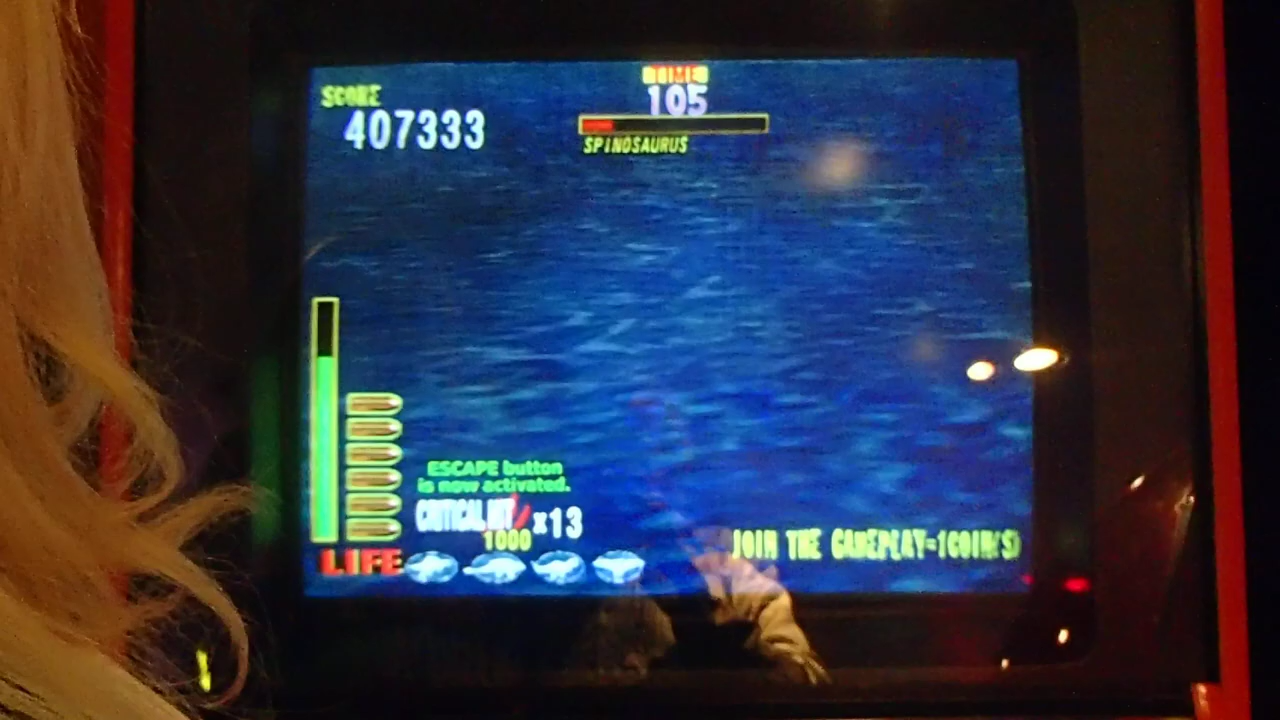 SCORE
407333
TIME
105
SPINOSAURUS
ESCAPE button
is now activated.
CRITICAL HIT x13
1000
LIFE
JOIN THE GAMEPLAY=1COIN(S)